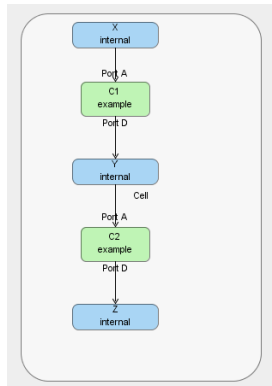 X
internal
Port A
C1
example
Port D
Y
internal
Cell
Port A
C2
example
Port D
Z
internal